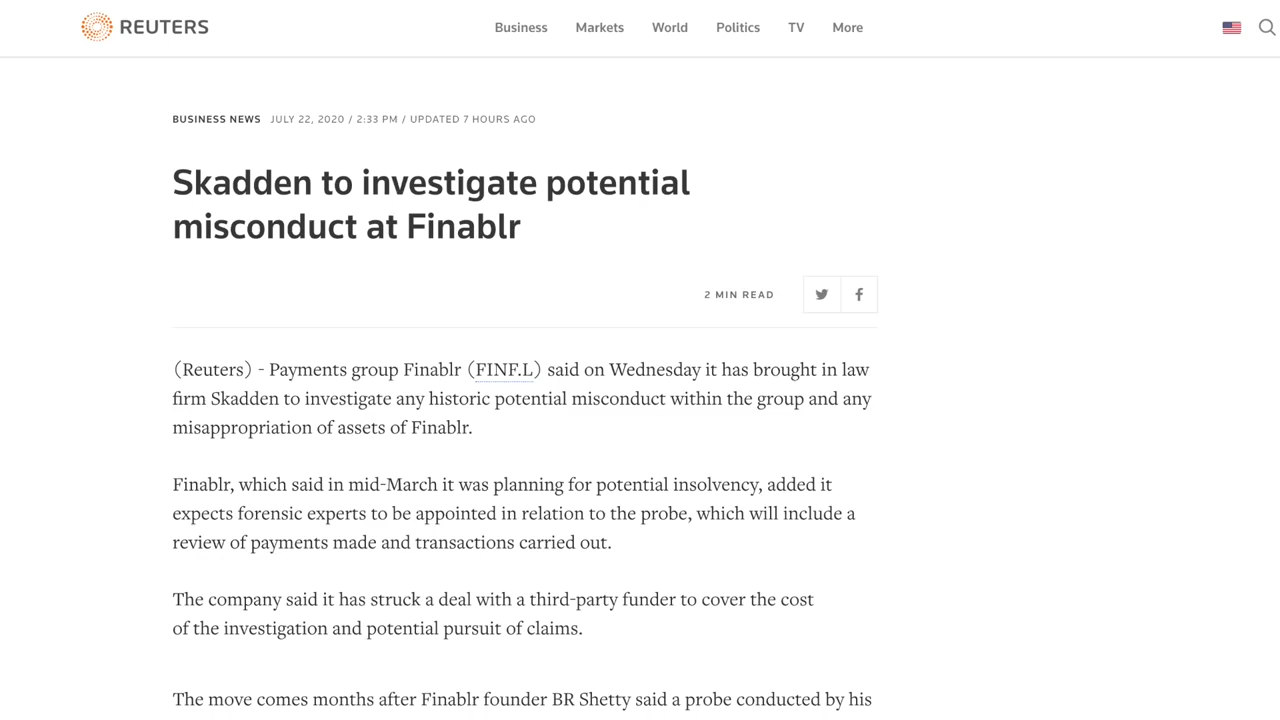 REUTERS
Business Markets World Politics TV More
BUSINESS NEWS JULY 22, 2020 / 2:33 PM / UPDATED 7 HOURS AGO
Skadden to investigate potential
misconduct at Finablr
2 MIN READ
(Reuters) - Payments group Finablr (FINF.L) said on Wednesday it has brought in law
firm Skadden to investigate any historic potential misconduct within the group and any
misappropriation of assets of Finablr.
Finablr, which said in mid-March it was planning for potential insolvency, added it
expects forensic experts to be appointed in relation to the probe, which will include a
review of payments made and transactions carried out.
The company said it has struck a deal with a third-party funder to cover the cost
of the investigation and potential pursuit of claims.
The move comes months after Finablr founder BR Shetty said a probe conducted by his